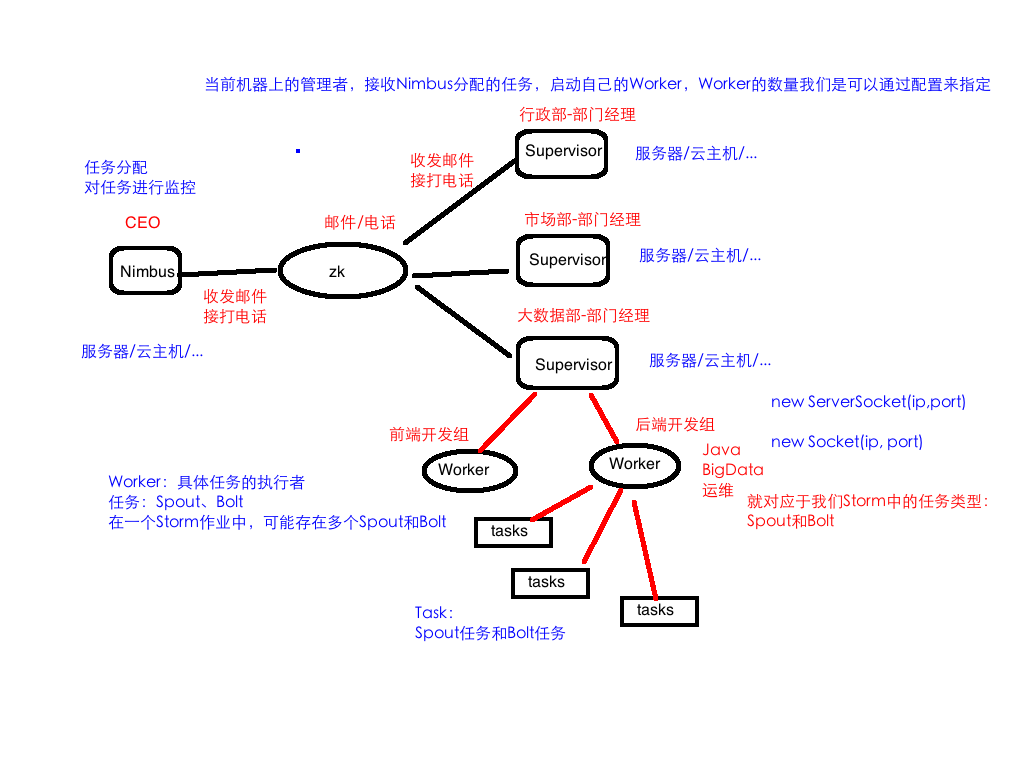 当前机器上的管理者，接收Nimbus分配的任务，启动自己的Worker，Worker的数量我们是可以通过配置来指定
行政部-部门经理
Supervisor
服务器/云主机/...
收发邮件
接打电话
任务分配
对任务进行监控
CEO
邮件/电话
市场部-部门经理
Nimbus
zk
Supervisor
服务器/云主机/...
收发邮件
接打电话
大数据部-部门经理
服务器/云主机/...
Supervisor
服务器/云主机/...
new ServerSocket(ip,port)
前端开发组
后端开发组
new Socket(ip, port)
Worker
Worker
Java
BigData
运维
Worker：具体任务的执行者
任务：Spout、Bolt
在一个Storm作业中，可能存在多个Spout和Bolt
就对应于我们Storm中的任务类型：
Spout和Bolt
tasks
tasks
tasks
Task：
Spout任务和Bolt任务